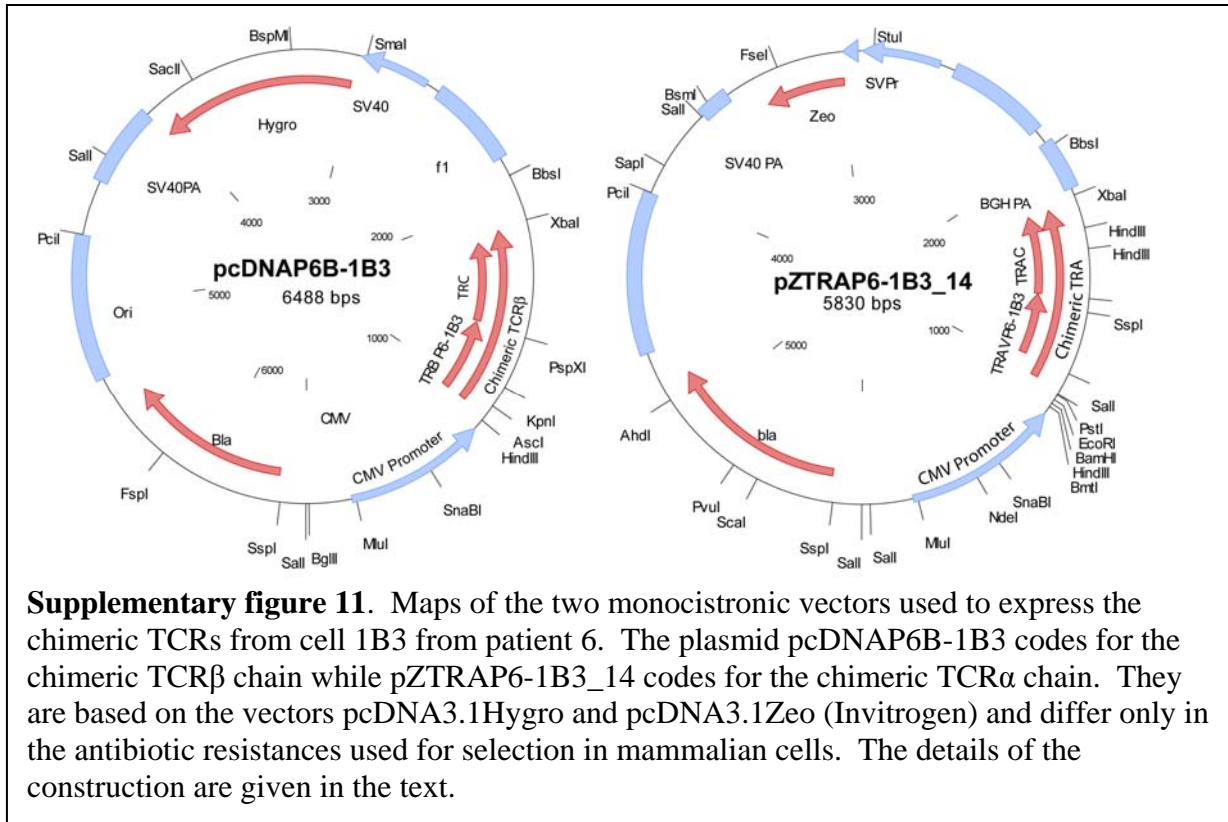 BspMI
SmaI
SacII
SV40
Hygro
SalI
f1
BbsI
SV40PA
3000
4000
XbaI
2000
PciI
pcDNAP6B-1B3
6488 bps
TRC
5000
TRB P6-1B3
Chimeric TCRβ
Ori
1000
PspXI
6000
CMV
KpnI
AscI
HindIII
Bla
CMV Promoter
FspI
SnaBI
SspI
SalI
BglII
MluI
StuI
FseI
SVPr
BsmI
SalI
Zeo
BbsI
SapI
SV40 PA
PciI
3000
BGH PA
XbaI
HindIII
HindIII
2000
4000
pZTRAP6-1B3_14
5830 bps
TRAC
TRAVP6-1B3
Chimeric TRA
SspI
1000
5000
SalI
PstI
EcoRI
BamHI
HindIII
BmtI
AhdI
bla
CMV Promoter
SnaBI
NdeI
PvuI
ScaI
SspI
SalI
SalI
MluI
Supplementary figure 11. Maps of the two monocistronic vectors used to express the
chimeric TCRs from cell 1B3 from patient 6. The plasmid pcDNAP6B-1B3 codes for the
chimeric TCRβ chain while pZTRAP6-1B3_14 codes for the chimeric TCRα chain. They
are based on the vectors pcDNA3.1Hygro and pcDNA3.1Zeo (Invitrogen) and differ only in
the antibiotic resistances used for selection in mammalian cells. The details of the
construction are given in the text.